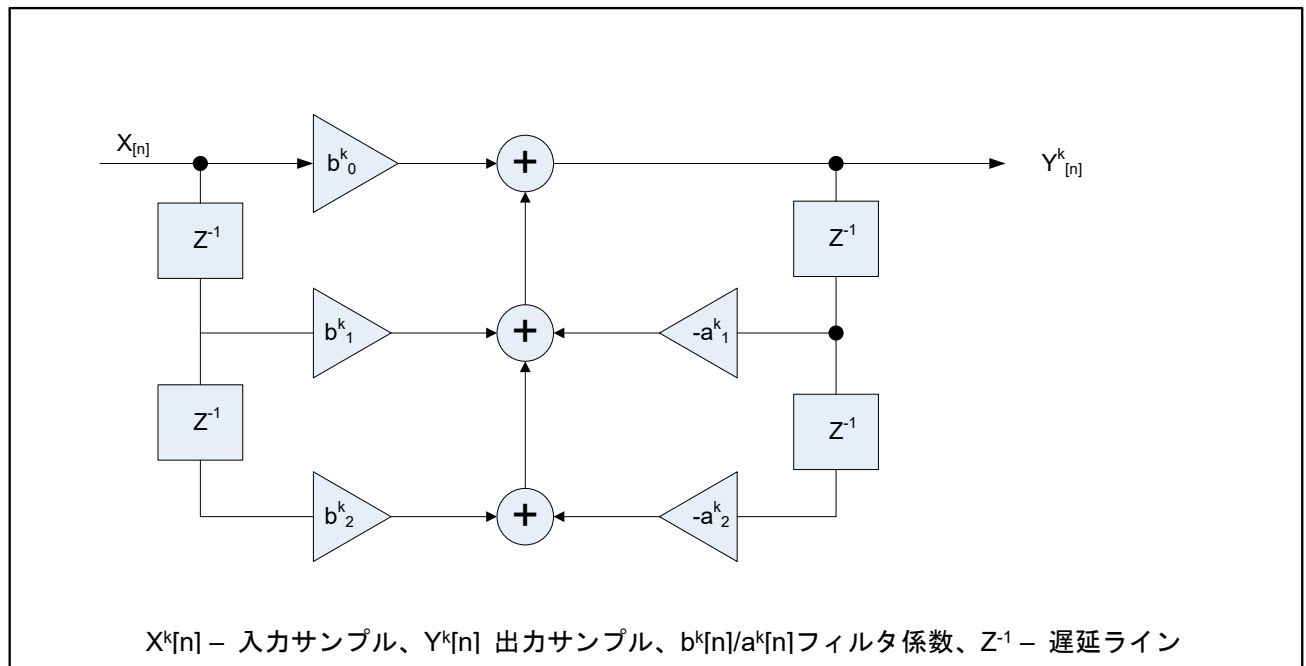 X[n]
b^k_0
+
Y^k[n]
Z^-1
Z^-1
b^k_1
+
-a^k_1
Z^-1
Z^-1
b^k_2
+
-a^k_2
X^k[n] – 入力サンプル、Y^k[n] 出力サンプル、b^k[n]/a^k[n]フィルタ係数、Z^-1 – 遅延ライン